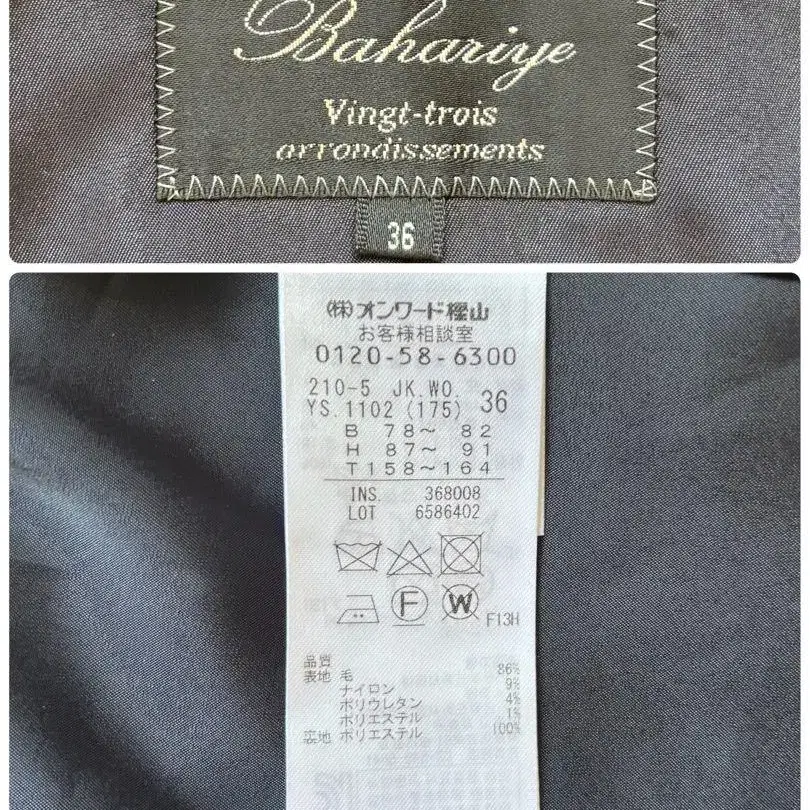 Bahariye
Vingt-trois
arrondissements
36
(株)オンワード樫山
お客様相談室
0120-58-6300
210-5 JK.WO.
YS.1102 (175) 36
B 78～ 82
H 87～ 91
T158～164
INS. 368008
LOT 6586402
F W F13H
品質
表地 毛 86%
ナイロン 9%
ポリウレタン 4%
ポリエステル 1%
裏地 ポリエステル 100%